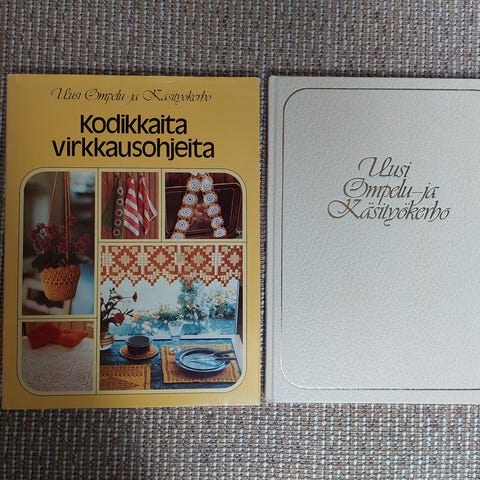 Uusi Ompelu-ja Käsityökerho
Kodikkaita
virkkausohjeita
Uusi
Ompelu-ja
Käsityökerho